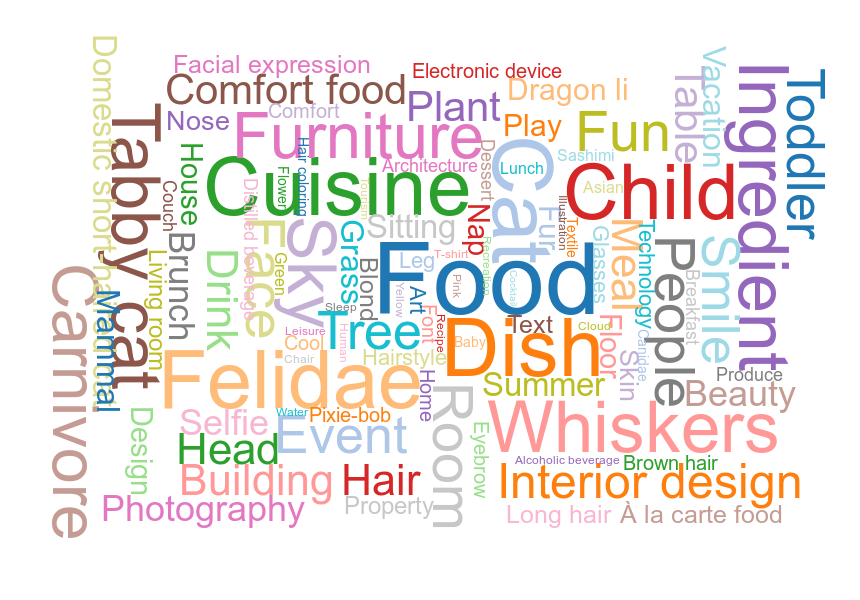 Facial expression
Electronic device
Comfort food
Dragon li
Nose
Comfort
Plant
Play
Fun
Furniture
Architecture
Lunch
Sashimi
Cuisine
Child
Asian
Domestic short-haired cat
Tabby cat
House
Couch
Hair coloring
Flower
Tourism
Dessert
Cat
Table
Vacation
Ingredient
Toddler
Distilled beverage
Face
Sky
Grass
Sitting
Nap
Fur
Illustration
Textile
Glasses
Meal
Technology
People
Smile
Brunch
Living room
Drink
Green
Blond
Leg
T-shirt
Recreation
Food
Pink
Cocktail
Breakfast
Carnivore
Mammal
Yellow
Art
Font
Sleep
Leisure
Tree
Human
Recipe
Text
Cloud
Floor
Canidae
Cool
Chair
Hairstyle
Baby
Dish
Skin
Felidae
Home
Summer
Produce
Beauty
Design
Selfie
Water
Pixie-bob
Room
Whiskers
Head
Event
Eyebrow
Building
Hair
Alcoholic beverage
Brown hair
Interior design
Photography
Property
Long hair
À la carte food